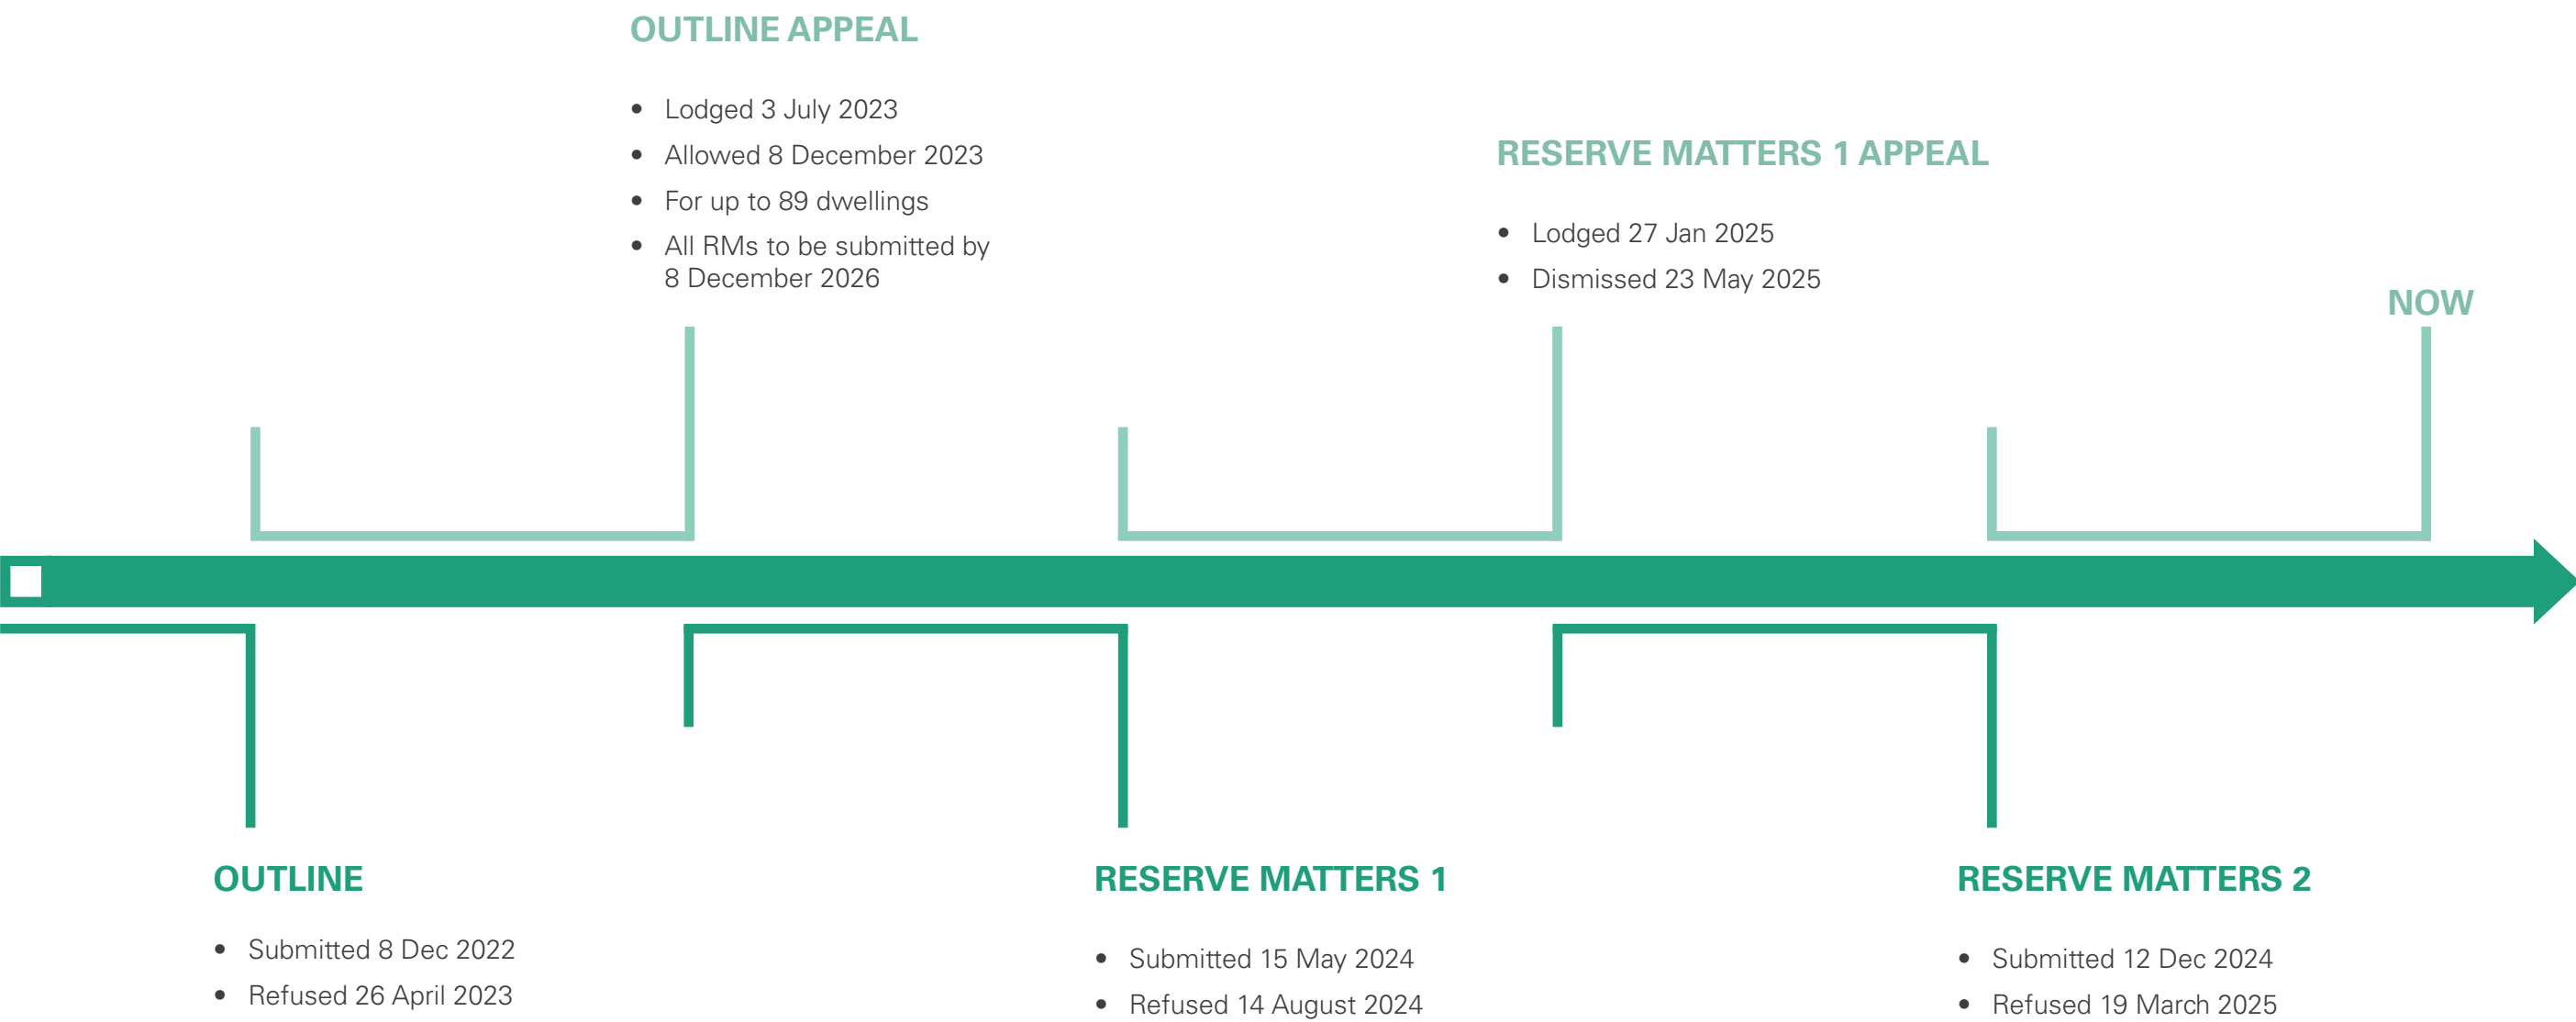 OUTLINE APPEAL
• Lodged 3 July 2023
• Allowed 8 December 2023
• For up to 89 dwellings
• All RMs to be submitted by
8 December 2026
RESERVE MATTERS 1 APPEAL
• Lodged 27 Jan 2025
• Dismissed 23 May 2025
NOW
OUTLINE
• Submitted 8 Dec 2022
• Refused 26 April 2023
RESERVE MATTERS 1
• Submitted 15 May 2024
• Refused 14 August 2024
RESERVE MATTERS 2
• Submitted 12 Dec 2024
• Refused 19 March 2025